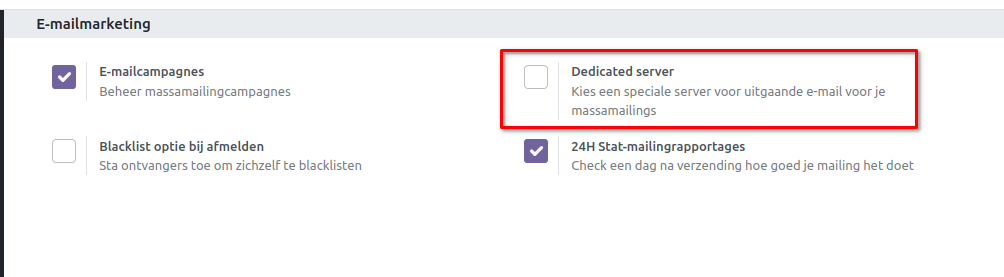 E-mailmarketing
E-mailcampagnes
Beheer massamailingcampagnes
Dedicated server
Kies een speciale server voor uitgaande e-mail voor je
massamailings
Blacklist optie bij afmelden
Sta ontvangers toe om zichzelf te blacklisten
24H Stat-mailingrapportages
Check een dag na verzending hoe goed je mailing het doet